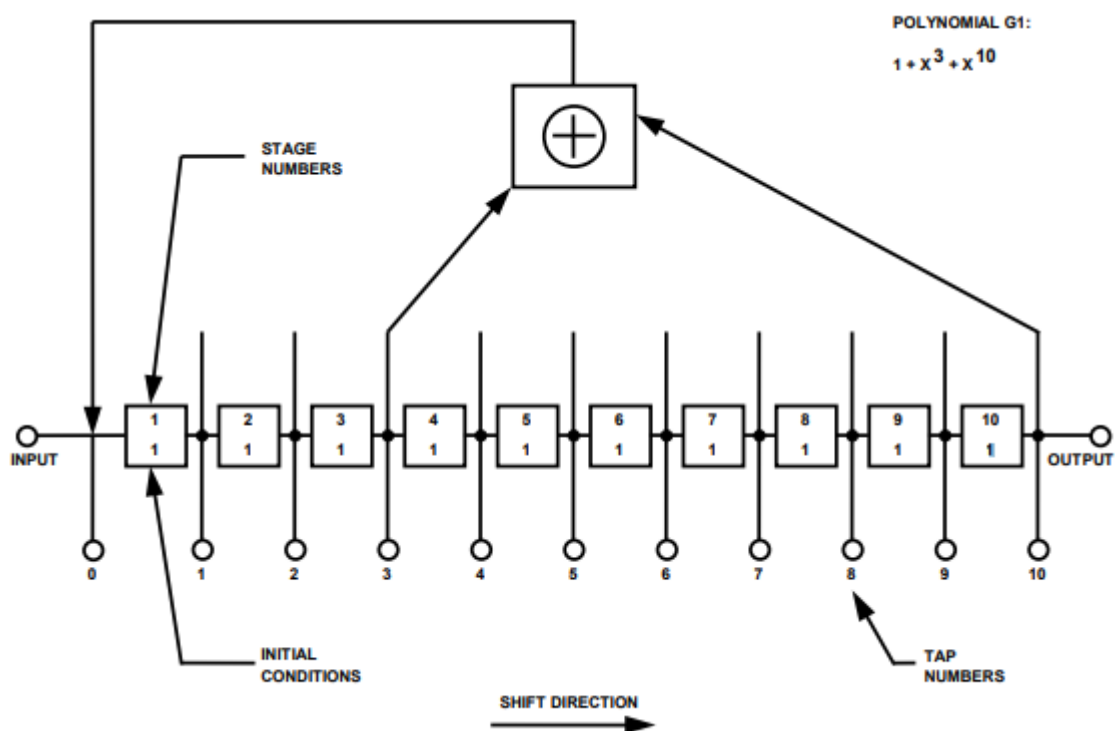 POLYNOMIAL G1:
1 + X^3 + X^10
STAGE
NUMBERS
1 2 3 4 5 6 7 8 9 10
1 1 1 1 1 1 1 1 1 1
INPUT
OUTPUT
0 1 2 3 4 5 6 7 8 9 10
INITIAL
CONDITIONS
TAP
NUMBERS
SHIFT DIRECTION